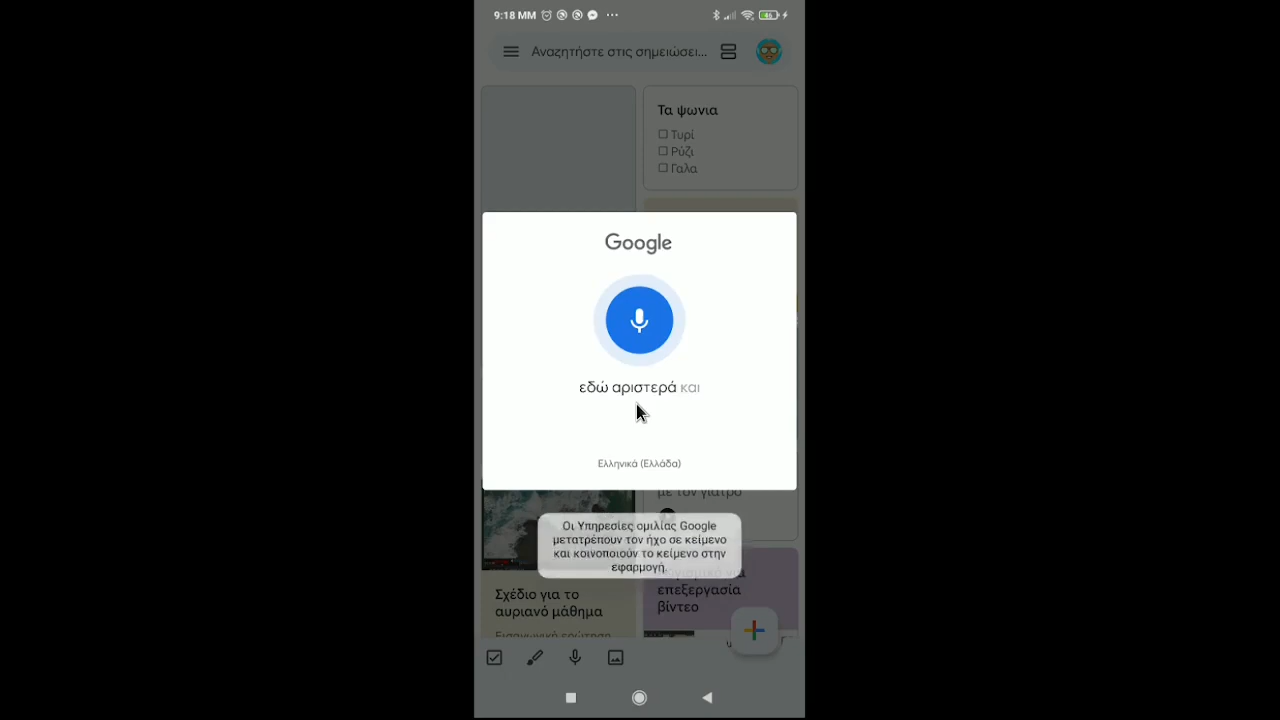 9:18 ΜΜ
Αναζητήστε στις σημειώσει...
Τα ψωνια
Τυρί
Ρύζι
Γαλα
Google
εδώ αριστερά και
Ελληνικά (Ελλάδα)
με τον γιατρο
Οι Υπηρεσίες ομιλίας Google
μετατρέπουν τον ήχο σε κείμενο
και κοινοποιούν το κείμενο στην
εφαρμογή.
επεξεργασία
βίντεο
Σχέδιο για το
αυριανό μάθημα
Εισαγωγική ερώτηση